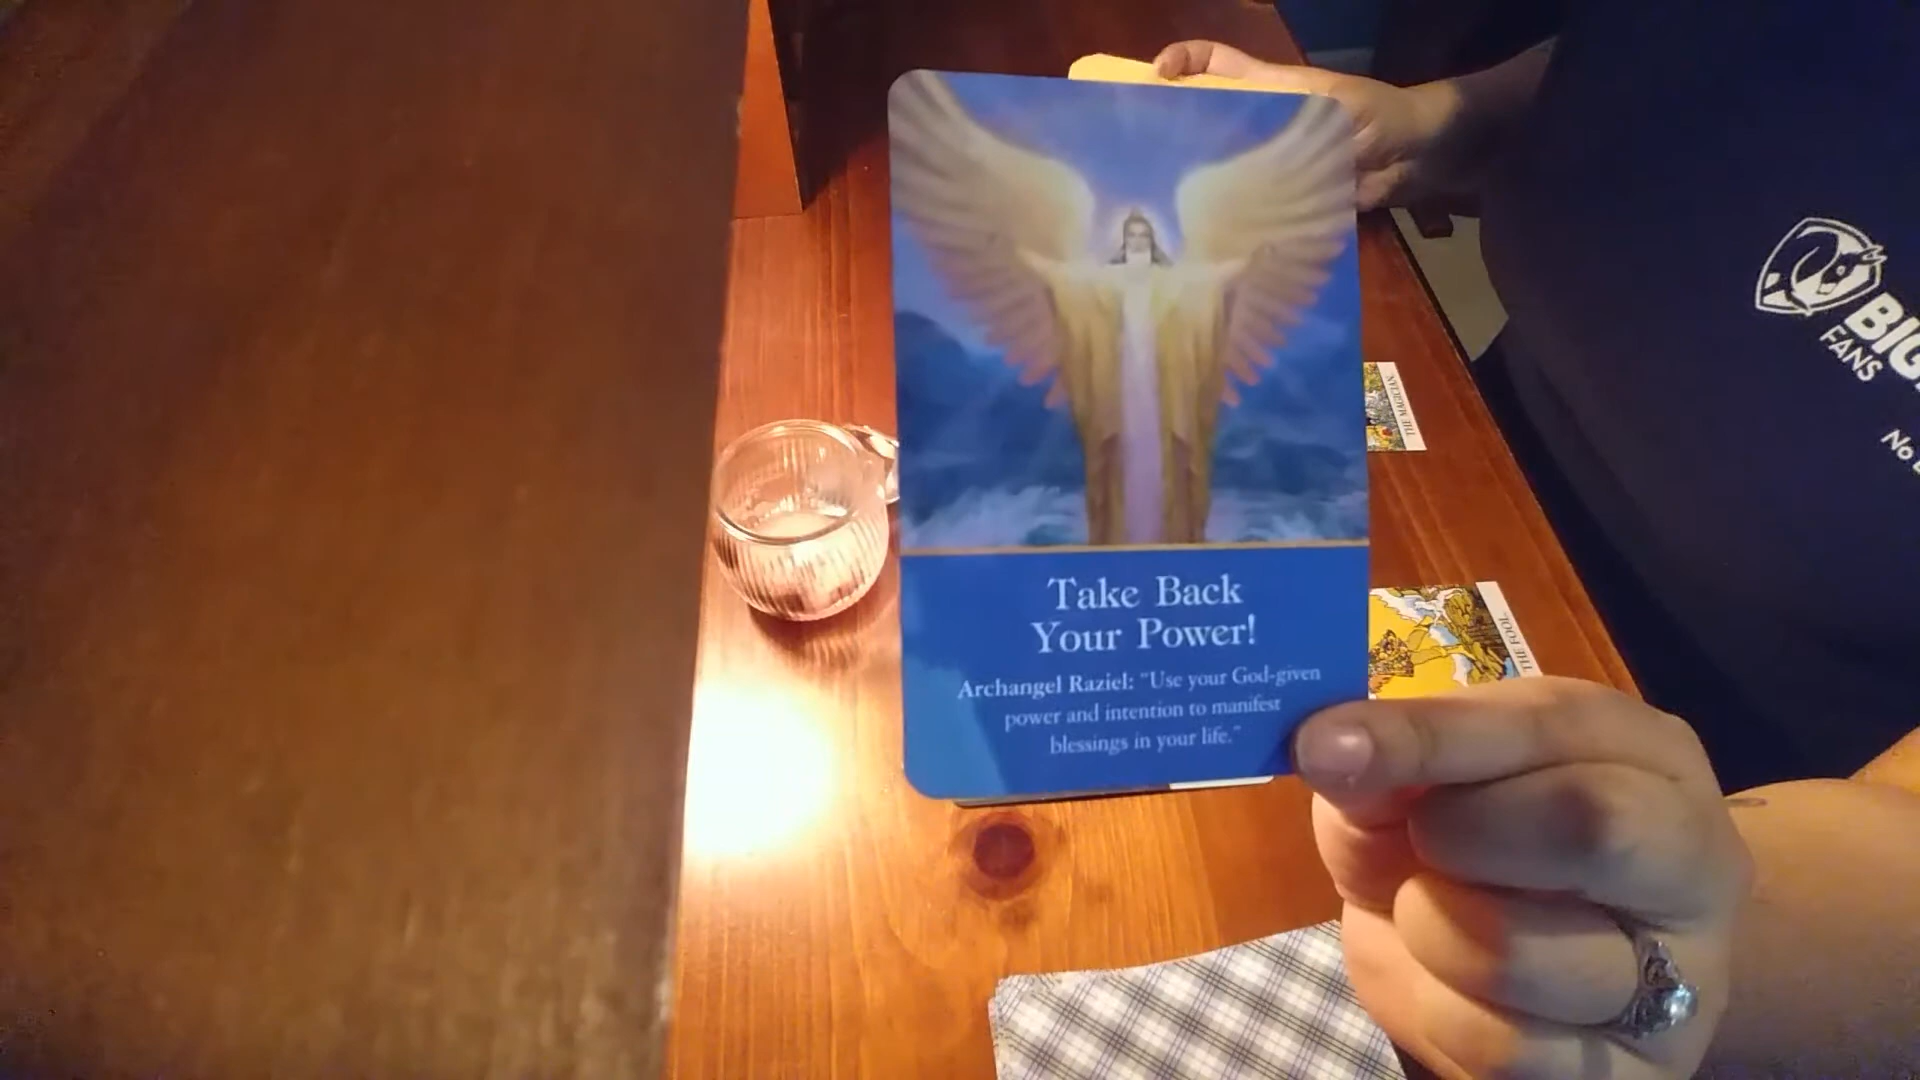 Take Back
Your Power!
Archangel Raziel: "Use your God-given
power and intention to manifest
blessings in your life."
THE MAGICIAN.
THE FOOL.
FANS
No